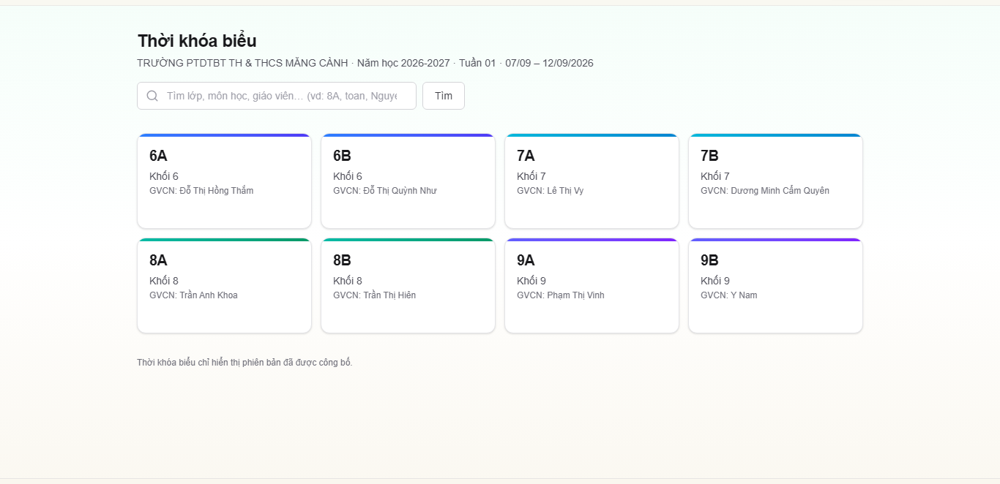 Thời khóa biểu
TRƯỜNG PTDTBT TH & THCS MĂNG CẢNH · Năm học 2026-2027 · Tuần 01 · 07/09 – 12/09/2026
Tìm lớp, môn học, giáo viên… (vd: 8A, toan, Nguyễ
Tìm
6A
Khối 6
GVCN: Đỗ Thị Hồng Thắm
6B
Khối 6
GVCN: Đỗ Thị Quỳnh Như
7A
Khối 7
GVCN: Lê Thị Vy
7B
Khối 7
GVCN: Dương Minh Cẩm Quyên
8A
Khối 8
GVCN: Trần Anh Khoa
8B
Khối 8
GVCN: Trần Thị Hiên
9A
Khối 9
GVCN: Phạm Thị Vinh
9B
Khối 9
GVCN: Y Nam
Thời khóa biểu chỉ hiển thị phiên bản đã được công bố.